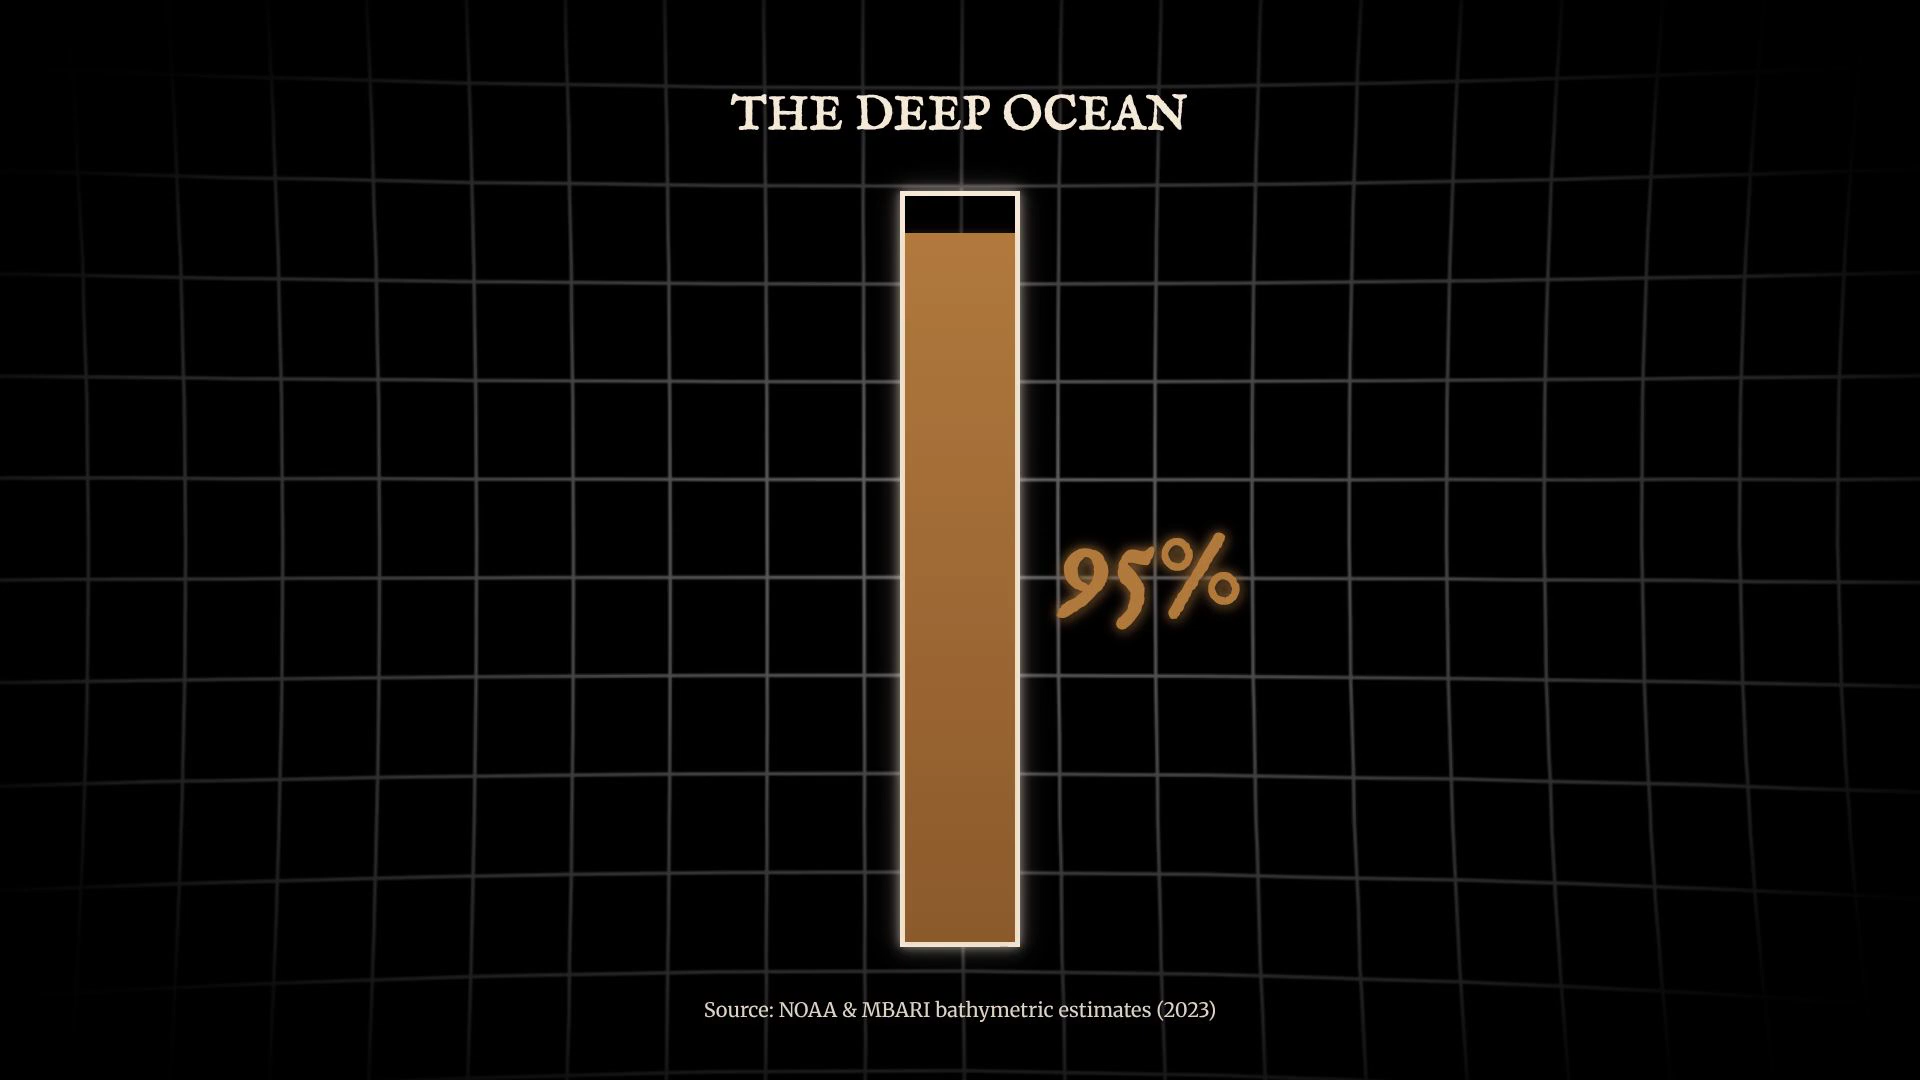 THE DEEP OCEAN
95%
Source: NOAA & MBARI bathymetric estimates (2023)